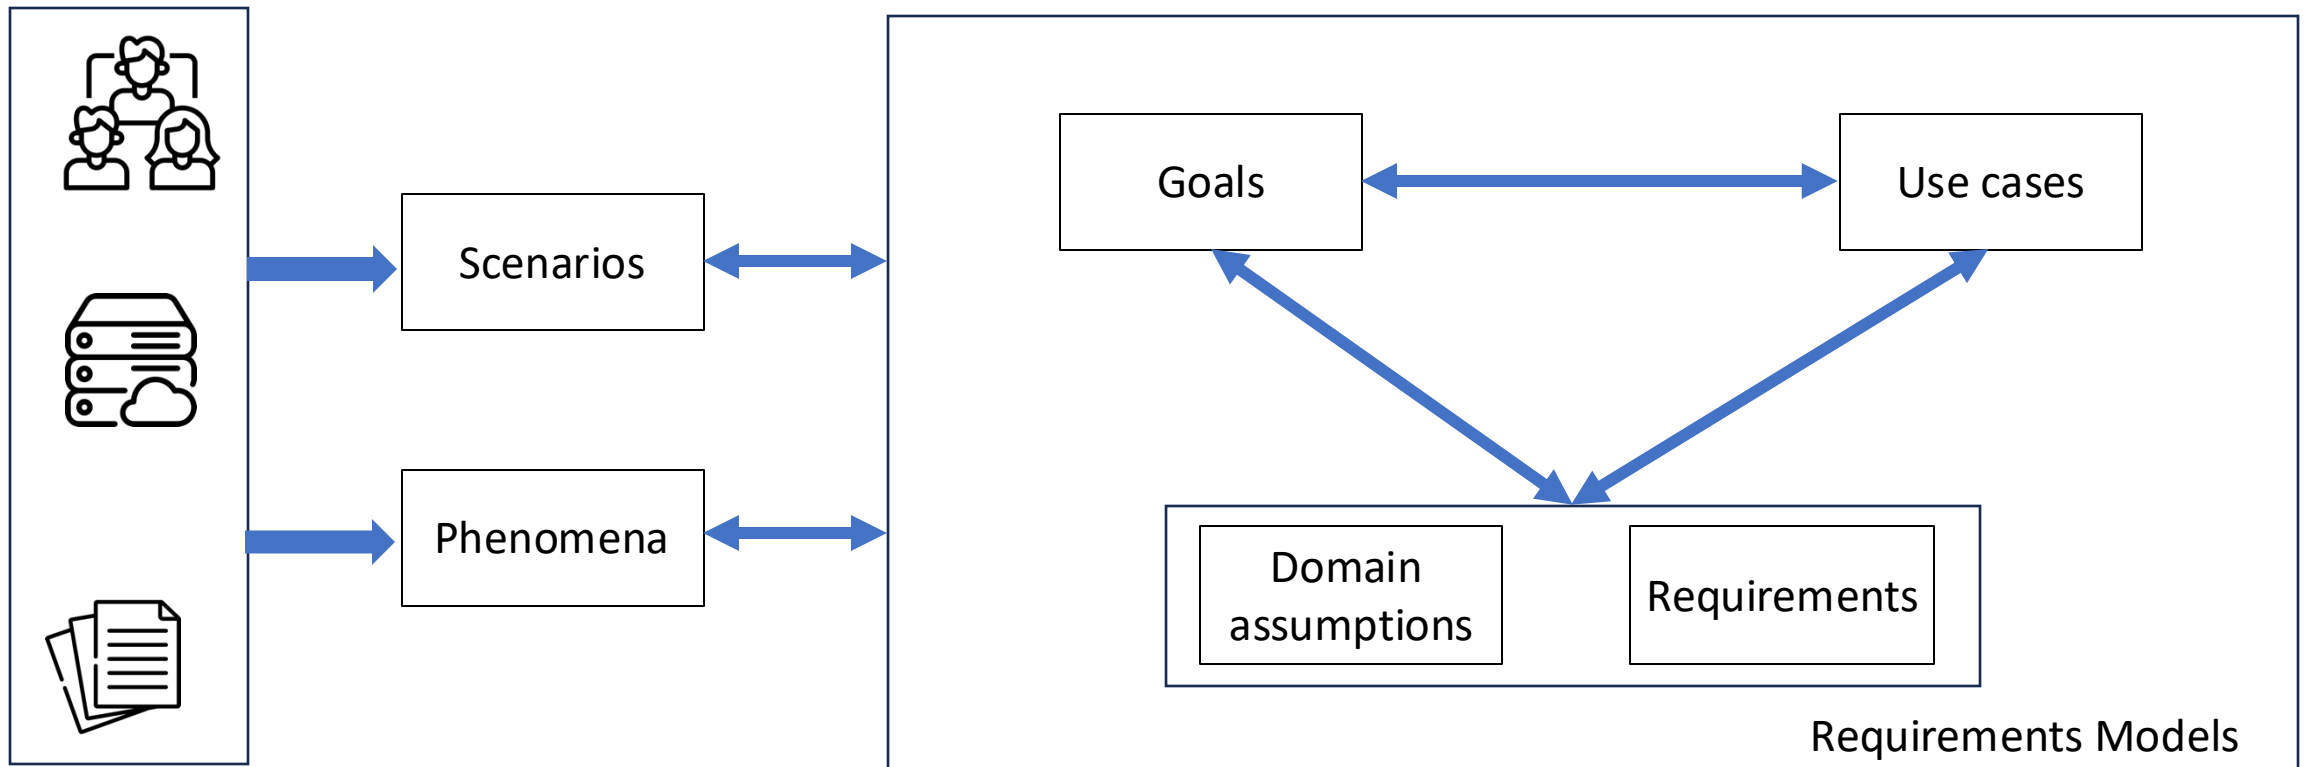 Scenarios
Phenomena
Goals
Use cases
Domain
assumptions
Requirements
Requirements Models